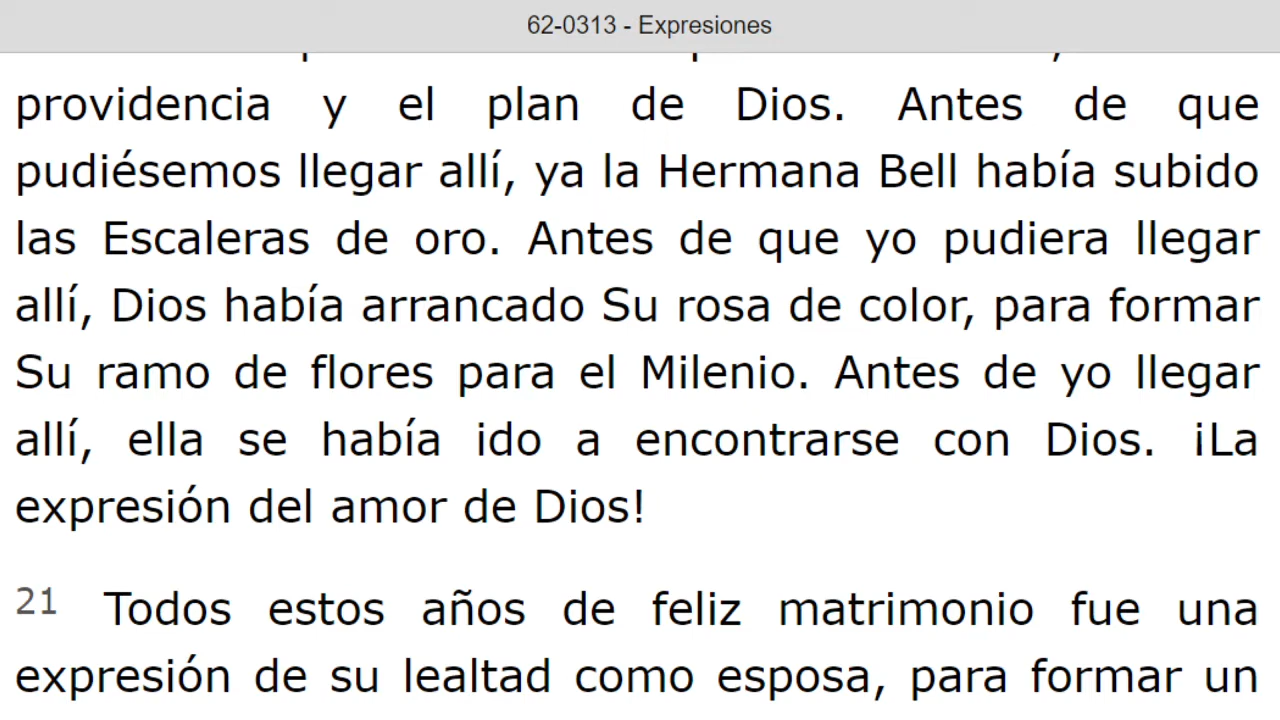 62-0313 - Expresiones
providencia y el plan de Dios. Antes de que
pudiésemos llegar allí, ya la Hermana Bell había subido
las Escaleras de oro. Antes de que yo pudiera llegar
allí, Dios había arrancado Su rosa de color, para formar
Su ramo de flores para el Milenio. Antes de yo llegar
allí, ella se había ido a encontrarse con Dios. ¡La
expresión del amor de Dios!
21 Todos estos años de feliz matrimonio fue una
expresión de su lealtad como esposa, para formar un